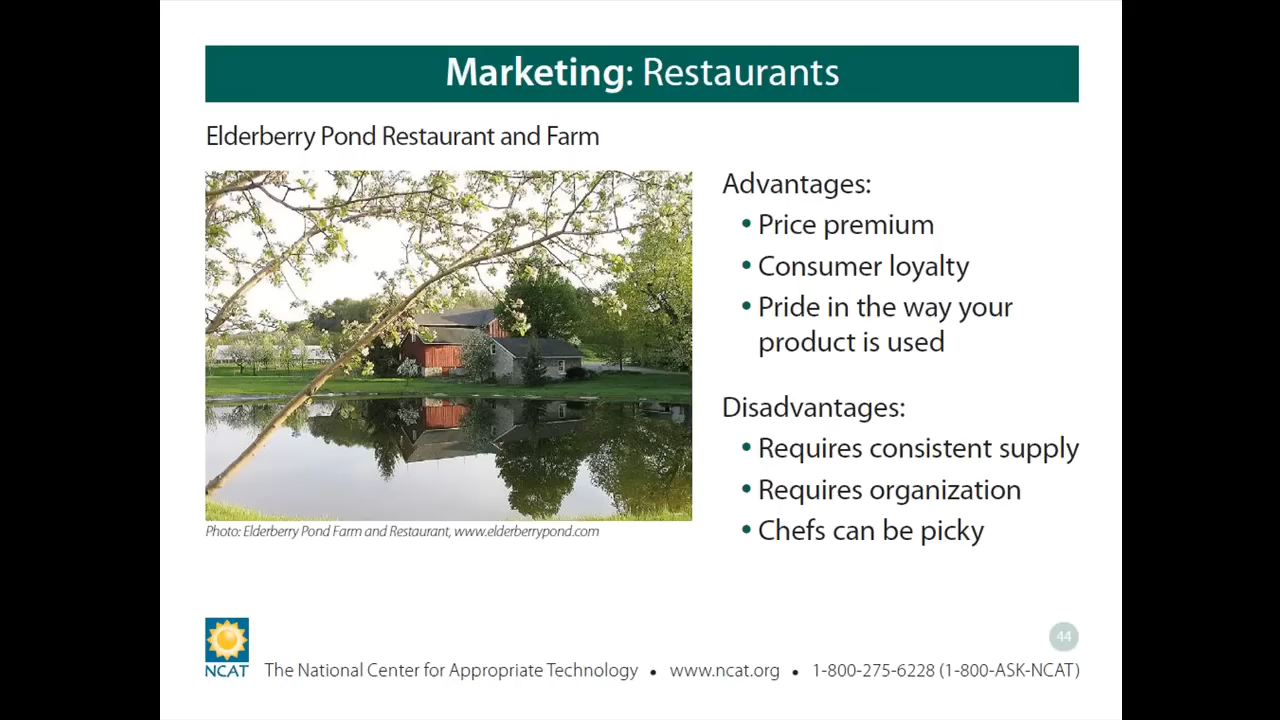 Marketing: Restaurants
Elderberry Pond Restaurant and Farm
Advantages:
• Price premium
• Consumer loyalty
• Pride in the way your
product is used
Disadvantages:
• Requires consistent supply
• Requires organization
• Chefs can be picky
Photo: Elderberry Pond Farm and Restaurant, www.elderberrypond.com
44
NCAT
The National Center for Appropriate Technology • www.ncat.org • 1-800-275-6228 (1-800-ASK-NCAT)